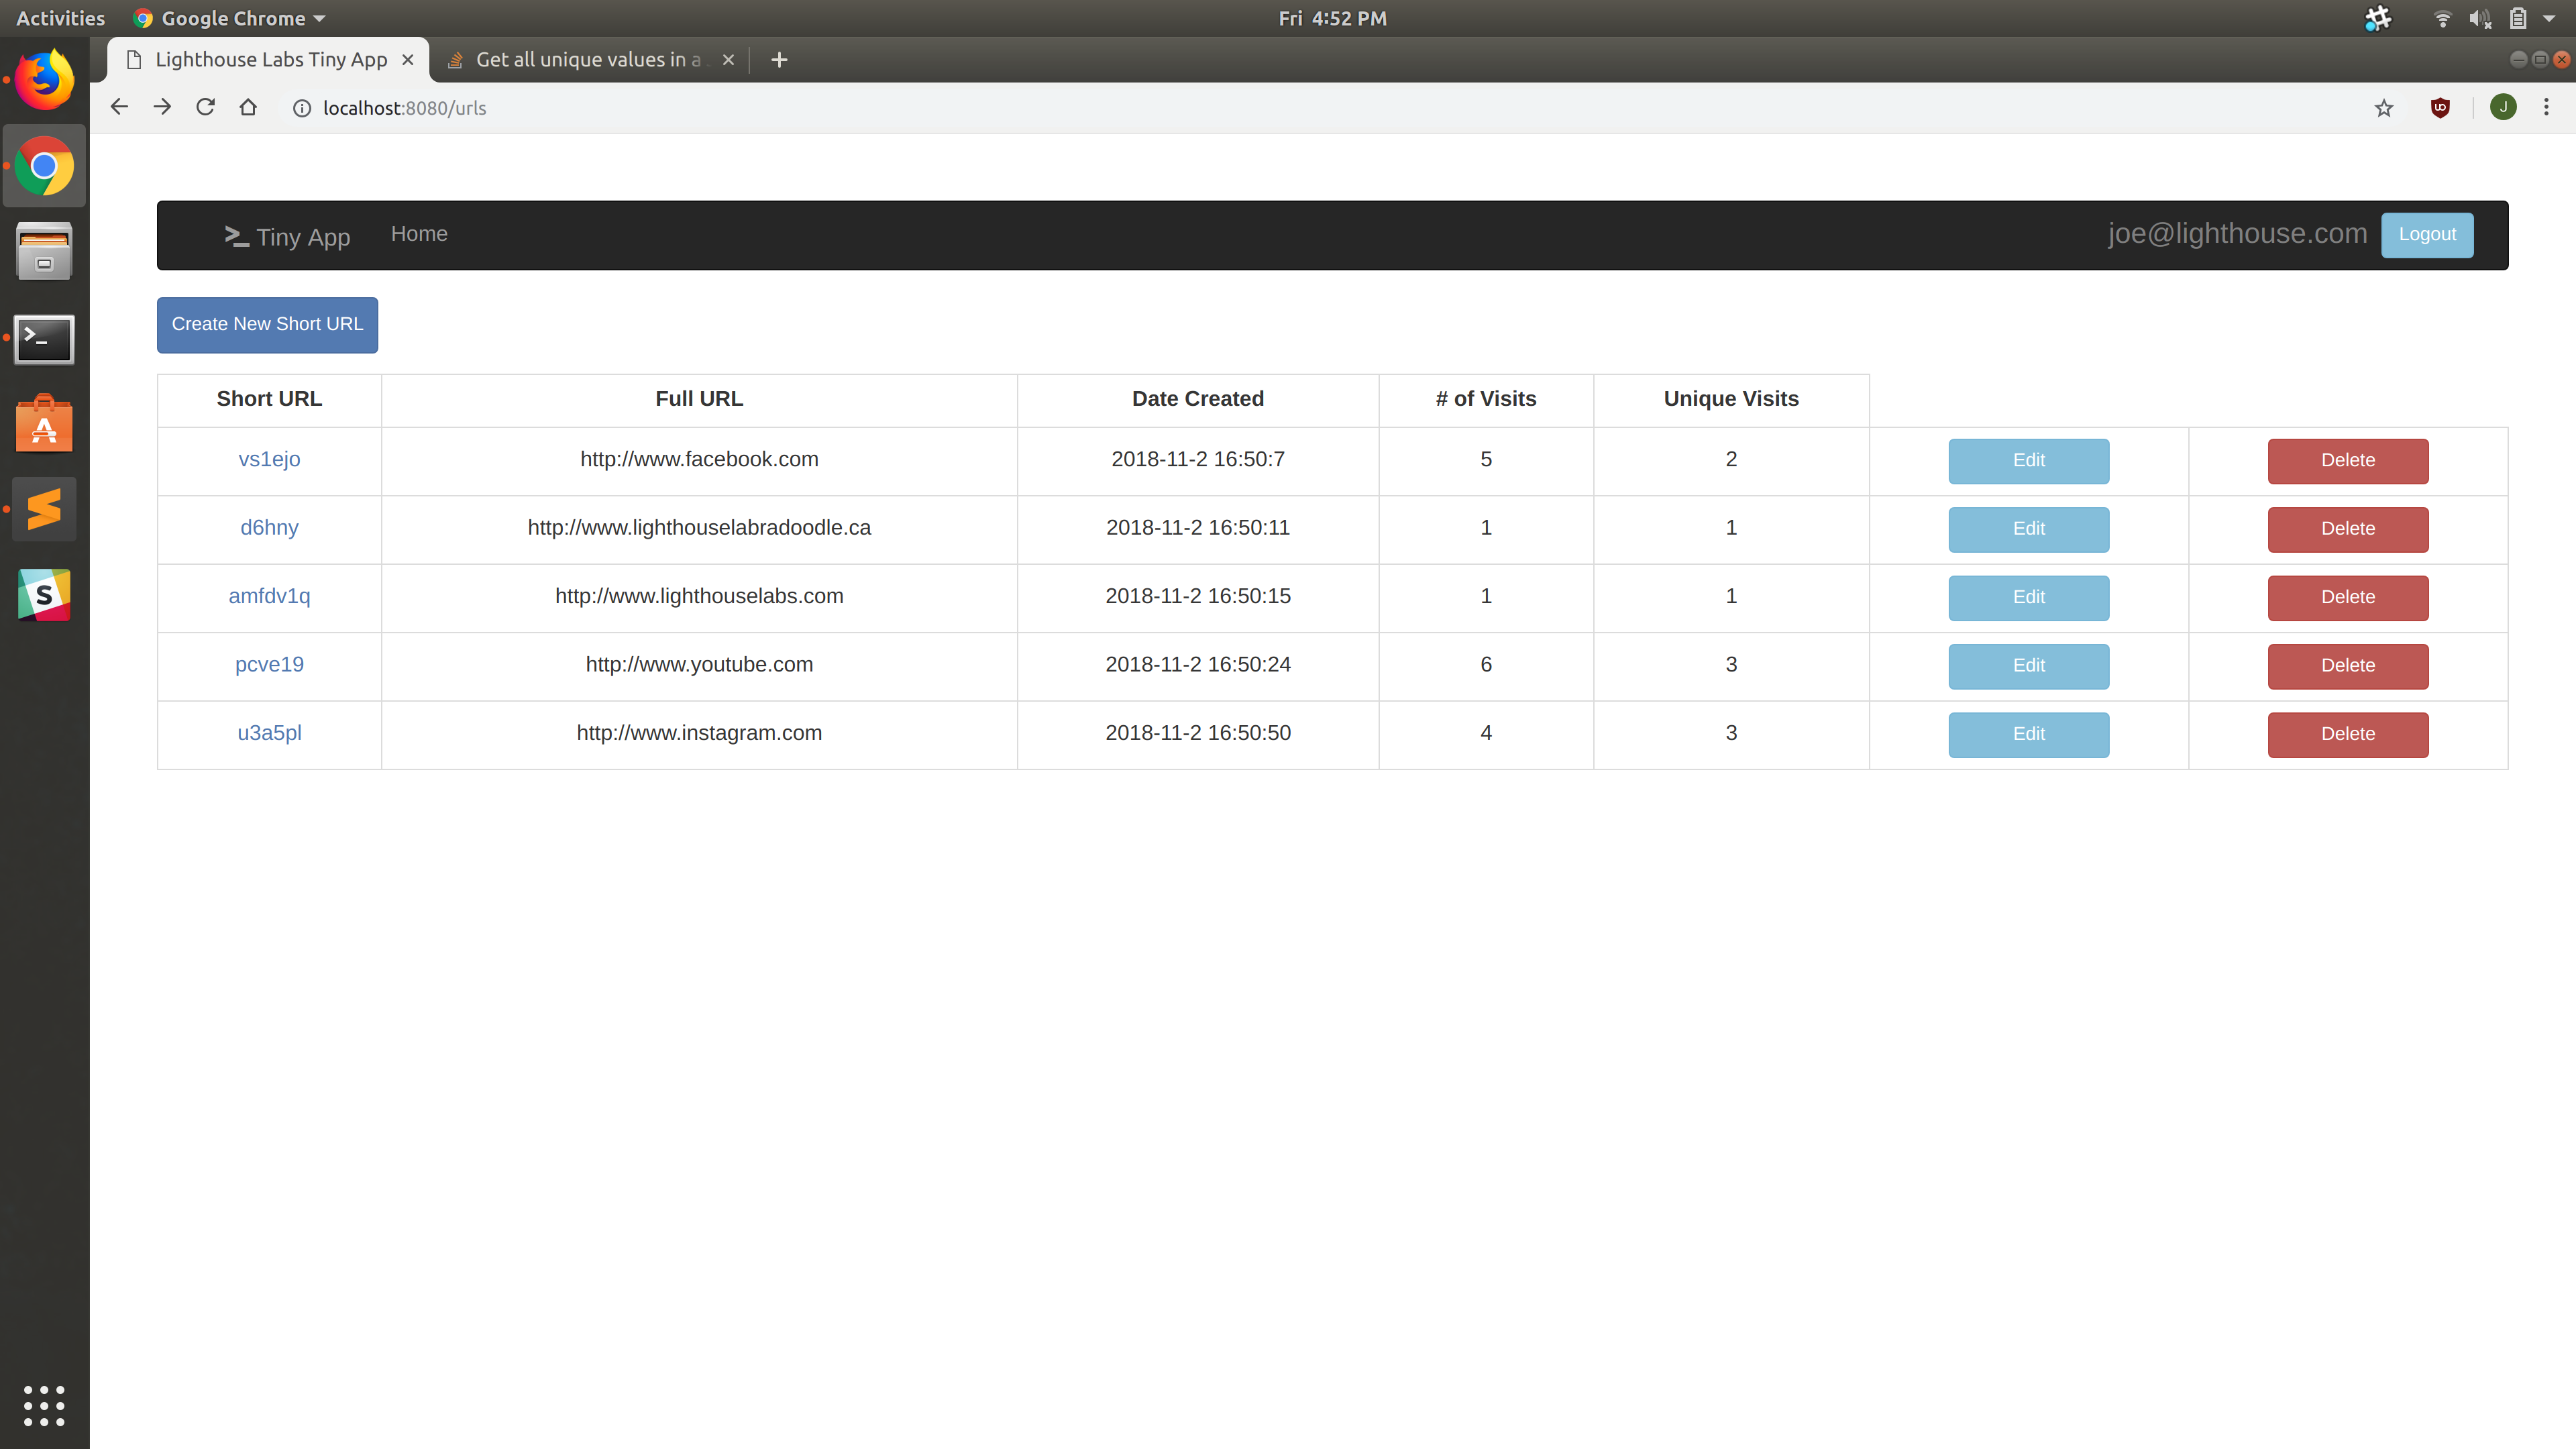 Activities Google Chrome Fri 4:52 PM
Lighthouse Labs Tiny App Get all unique values in a
localhost:8080/urls J
>_ Tiny App Home joe@lighthouse.com Logout
Create New Short URL
Short URL Full URL Date Created # of Visits Unique Visits
vs1ejo http://www.facebook.com 2018-11-2 16:50:7 5 2 Edit Delete
d6hny http://www.lighthouselabradoodle.ca 2018-11-2 16:50:11 1 1 Edit Delete
amfdv1q http://www.lighthouselabs.com 2018-11-2 16:50:15 1 1 Edit Delete
pcve19 http://www.youtube.com 2018-11-2 16:50:24 6 3 Edit Delete
u3a5pl http://www.instagram.com 2018-11-2 16:50:50 4 3 Edit Delete